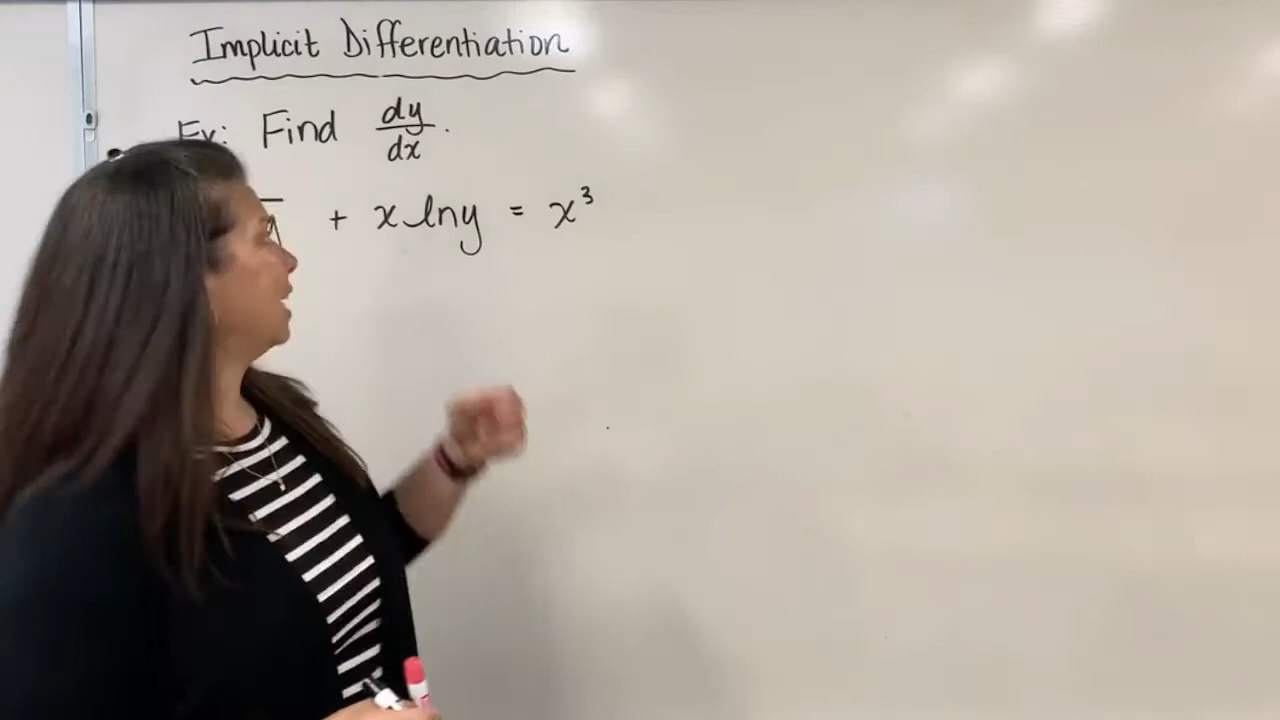 Implicit Differentiation
Ex: Find dy/dx.
+ x ln y = x³